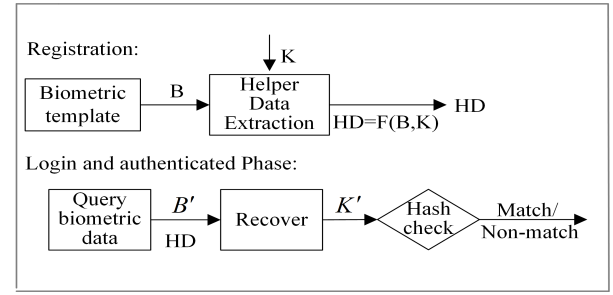 Registration:
K
Biometric
template
B
Helper
Data
Extraction
HD=F(B,K)
HD
Login and authenticated Phase:
Query
biometric
data
B′
HD
Recover
K′
Hash
check
Match/
Non-match